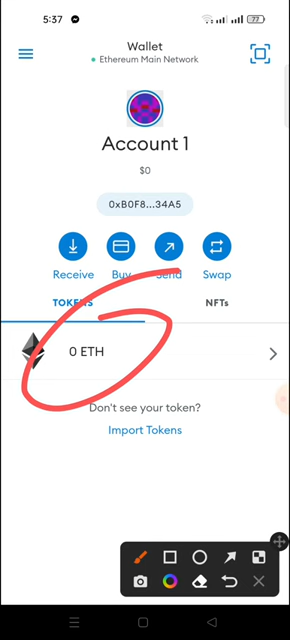 5:37
77
Wallet
Ethereum Main Network
Account 1
$0
0xB0F8...34A5
Receive Buy Send Swap
TOKENS NFTs
0 ETH
Don't see your token?
Import Tokens